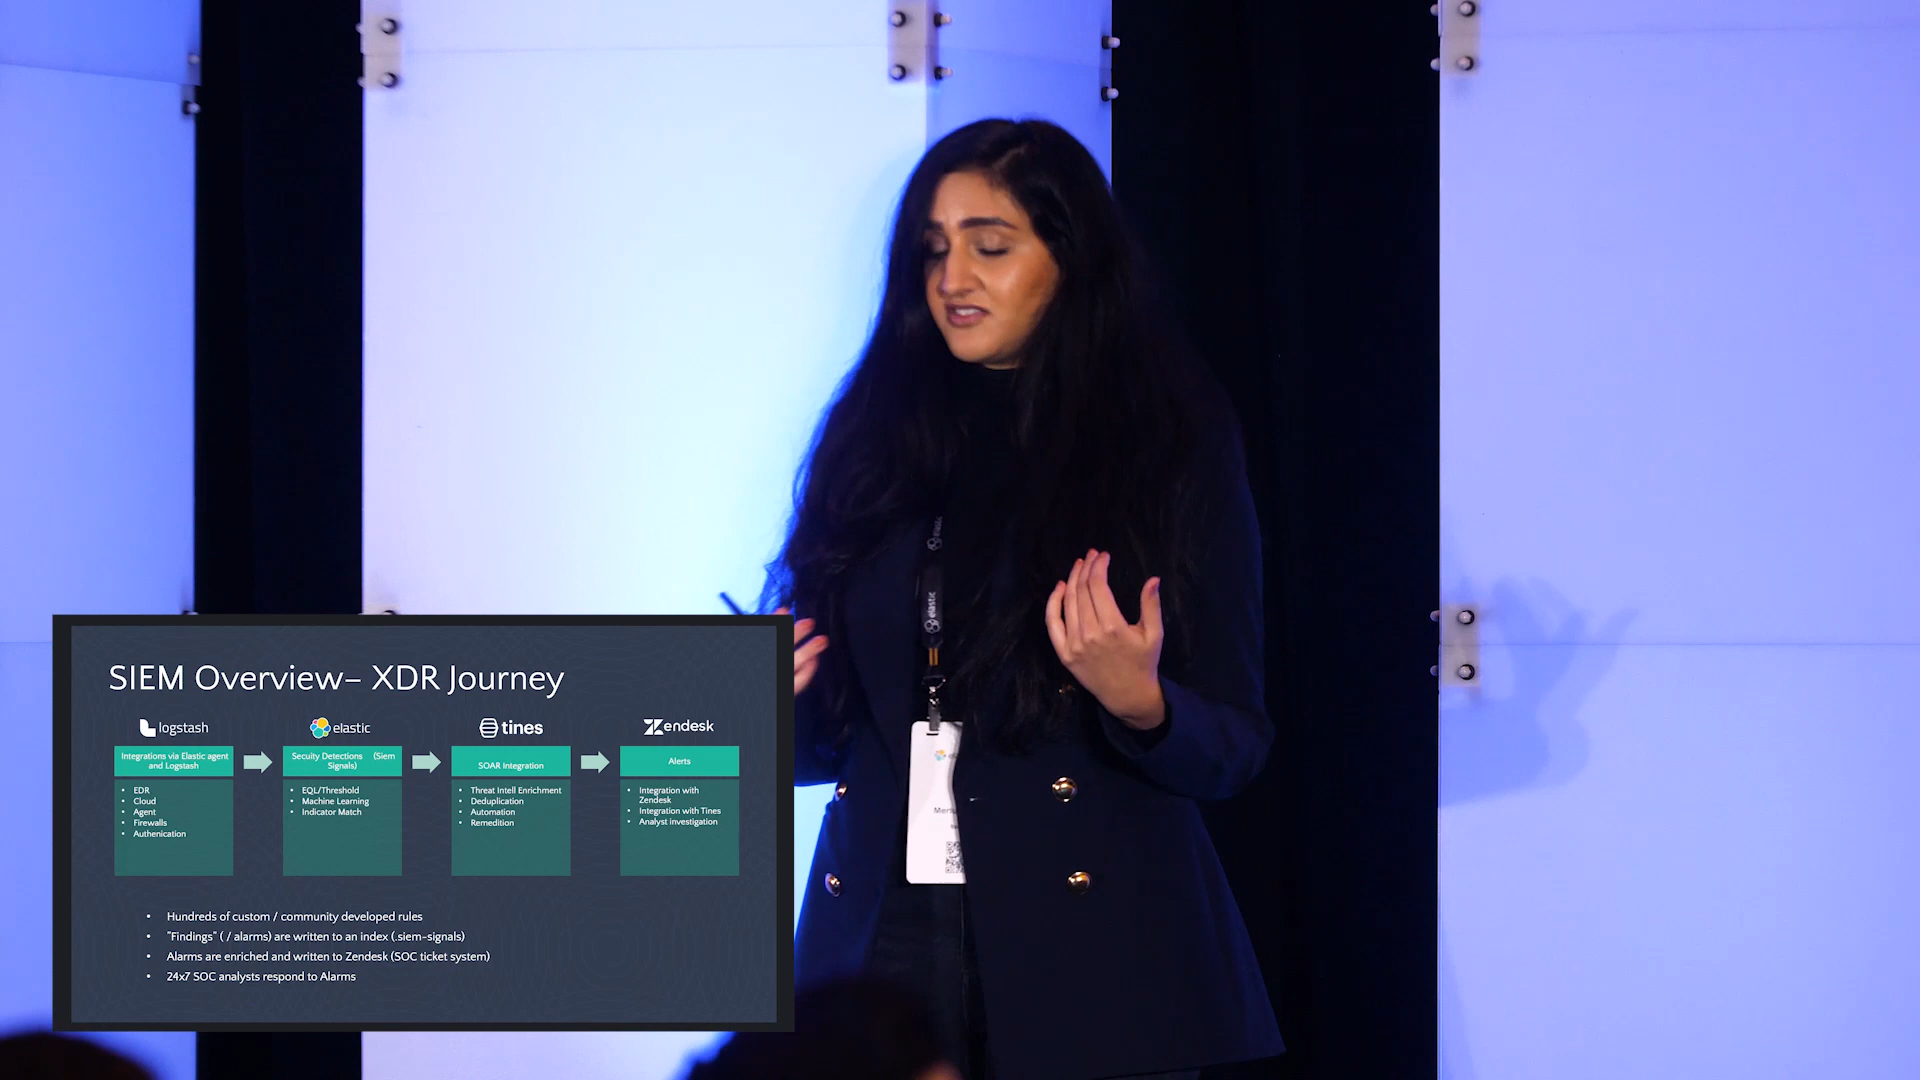 SIEM Overview– XDR Journey
logstash
elastic
tines
zendesk
Integrations via Elastic agent
and Logstash
Secuity Detections (Siem
Signals)
SOAR Integration
Alerts
• EDR
• Cloud
• Agent
• Firewalls
• Authenication
• EQL/Threshold
• Machine Learning
• Indicator Match
• Threat Intell Enrichment
• Deduplication
• Automation
• Remedition
• Integration with
Zendesk
• Integration with Tines
• Analyst investigation
• Hundreds of custom / community developed rules
• "Findings" ( / alarms) are written to an index (.siem-signals)
• Alarms are enriched and written to Zendesk (SOC ticket system)
• 24x7 SOC analysts respond to Alarms
elastic
elastic